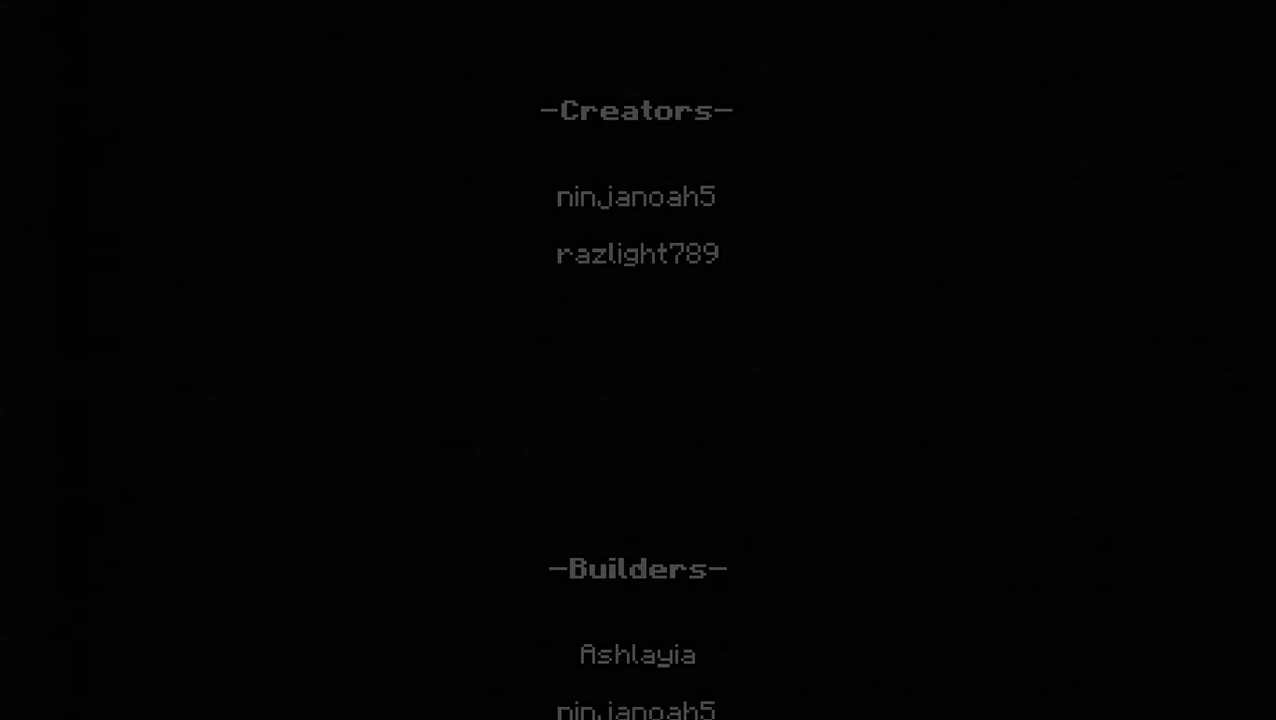 -Creators-
ninjanoah5
razlight789
-Builders-
Ashlayia
ninjanoah5